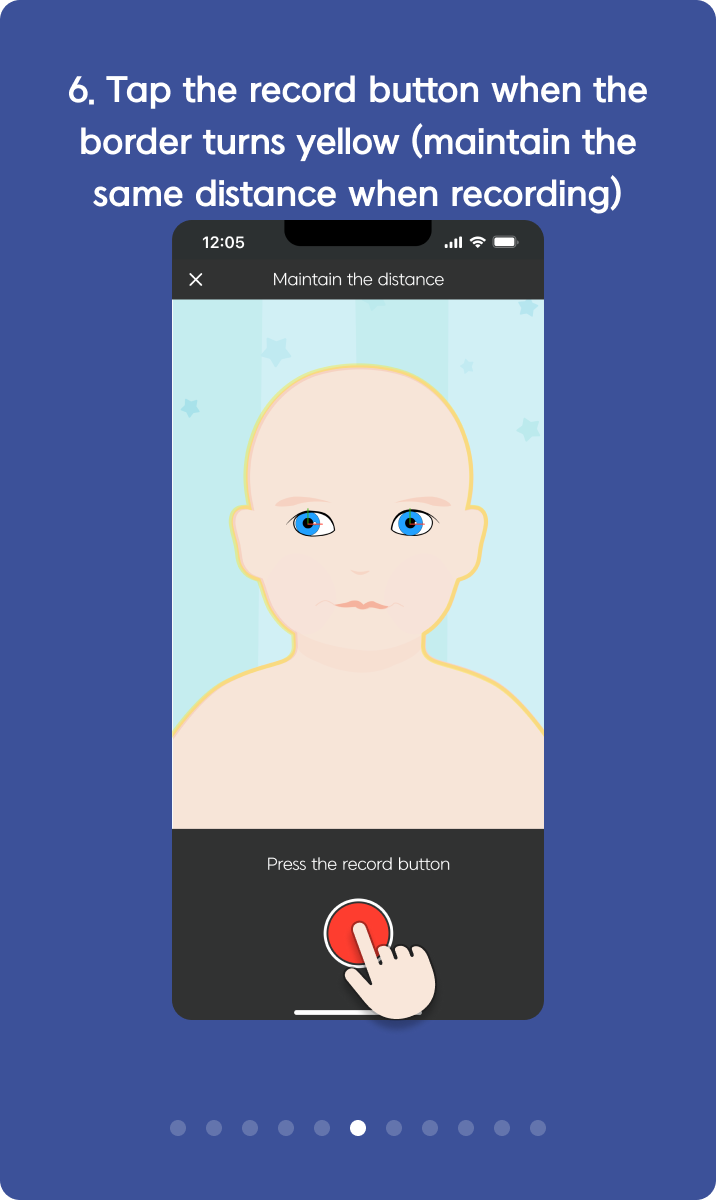 6. Tap the record button when the
border turns yellow (maintain the
same distance when recording)
12:05
Maintain the distance
Press the record button